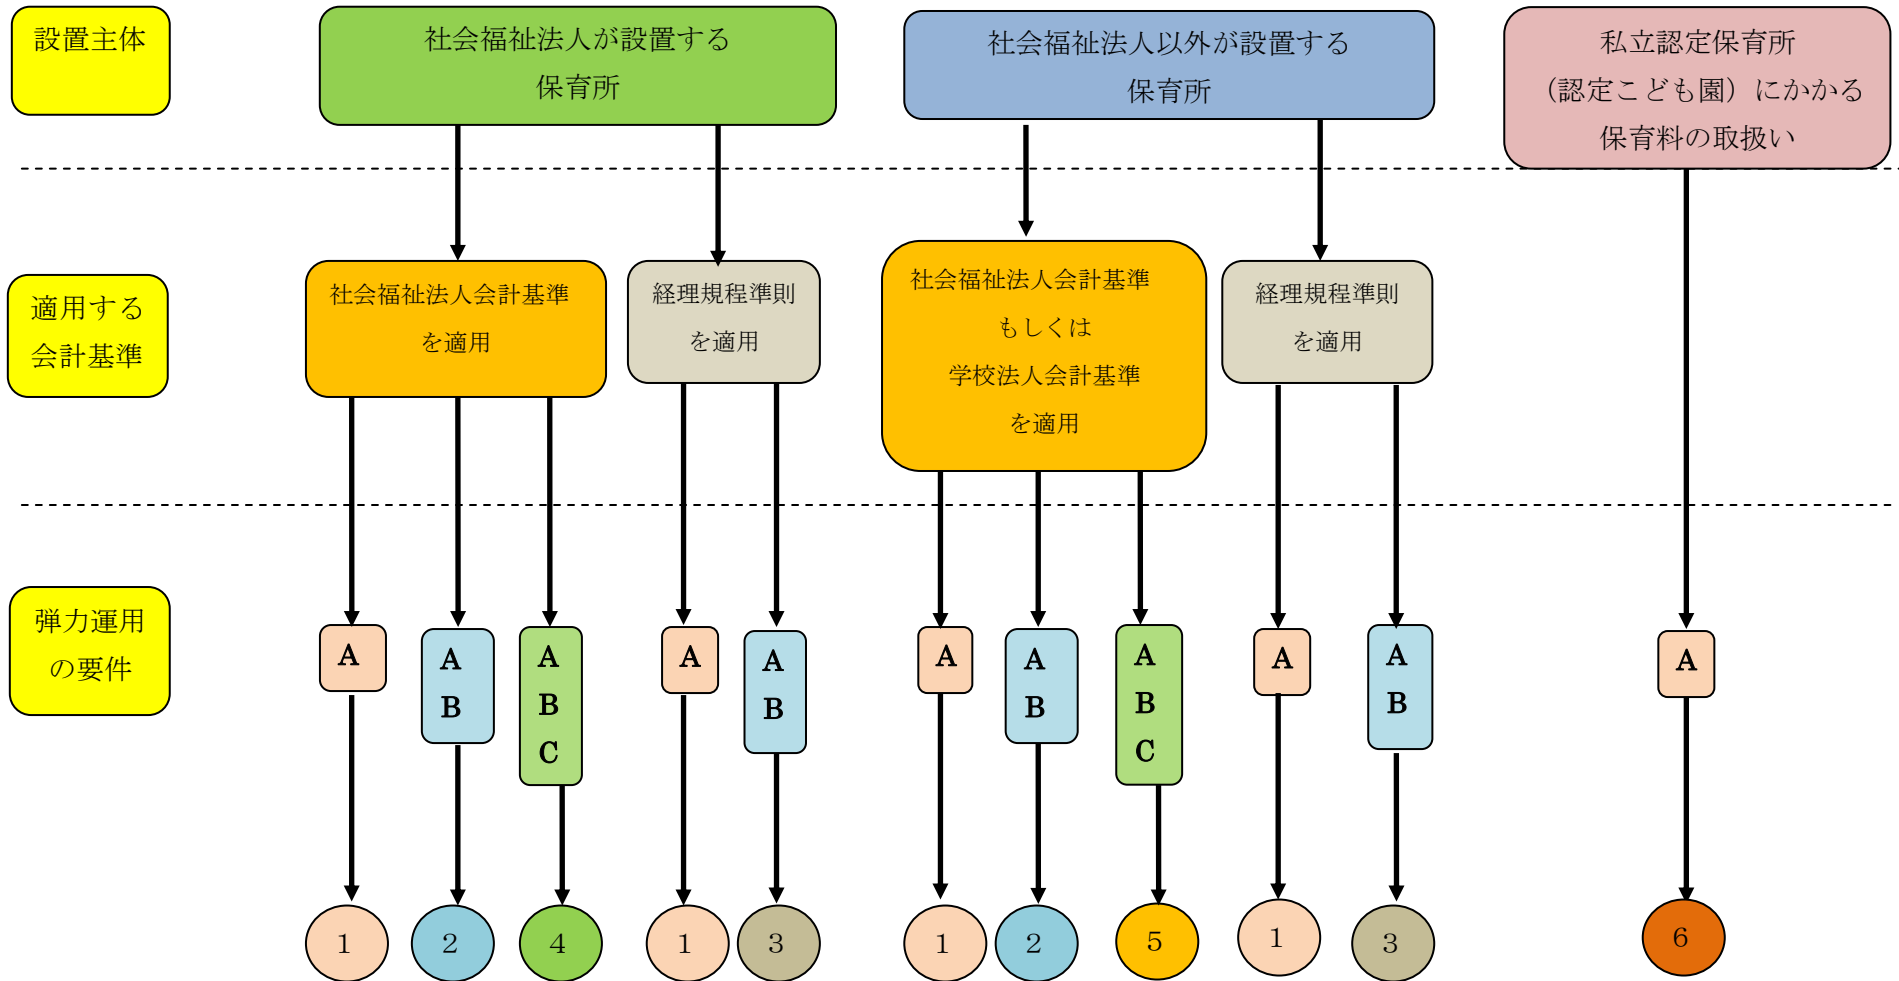 設置主体
社会福祉法人が設置する
保育所
社会福祉法人以外が設置する
保育所
私立認定保育所
（認定こども園）にかかる
保育料の取扱い
適用する
会計基準
社会福祉法人会計基準
を適用
経理規程準則
を適用
社会福祉法人会計基準
もしくは
学校法人会計基準
を適用
経理規程準則
を適用
弾力運用
の要件
A
A
B
A
B
C
A
A
B
A
A
B
A
B
C
A
A
B
A
1
2
4
1
3
1
2
5
1
3
6